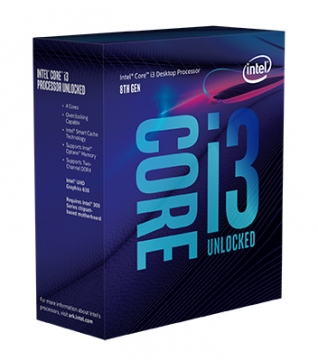 INTEL® CORE™ i3
PROCESSOR UNLOCKED
• 4 Cores
• Overclocking
Capable
• Intel® Smart Cache
Technology
• Supports Intel®
Optane™ Memory
• Supports Two-
Channel DDR4
Intel® UHD
Graphics 630
Requires Intel® 300
Series chipset-
based motherboard
For more information about Intel's
processors, visit ark.intel.com
Intel® Core™ i3 Desktop Processor
8TH GEN
intel®
CORE
i3
UNLOCKED